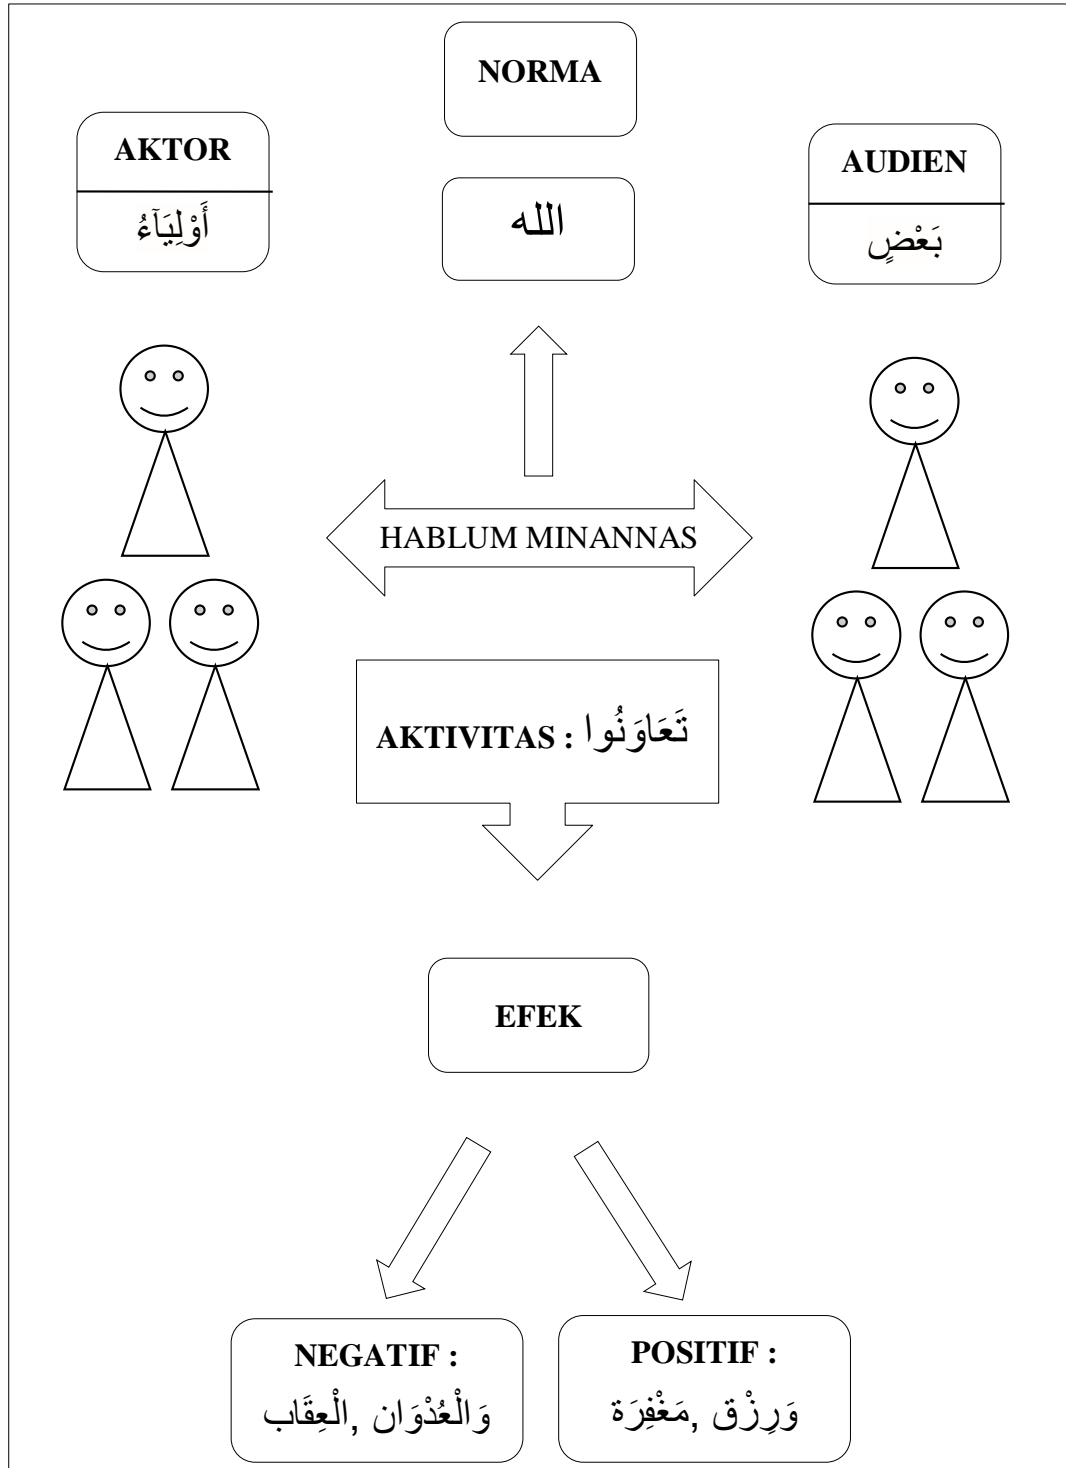 NORMA
الله
AKTOR
أَوْلِيَآءُ
AUDIEN
بَعْضٍ
HABLUM MINANNAS
AKTIVITAS : تَعَاوَنُوا
EFEK
NEGATIF :
وَالْعُدْوَان ,الْعِقَاب
POSITIF :
وَرِزْق ,مَغْفِرَة